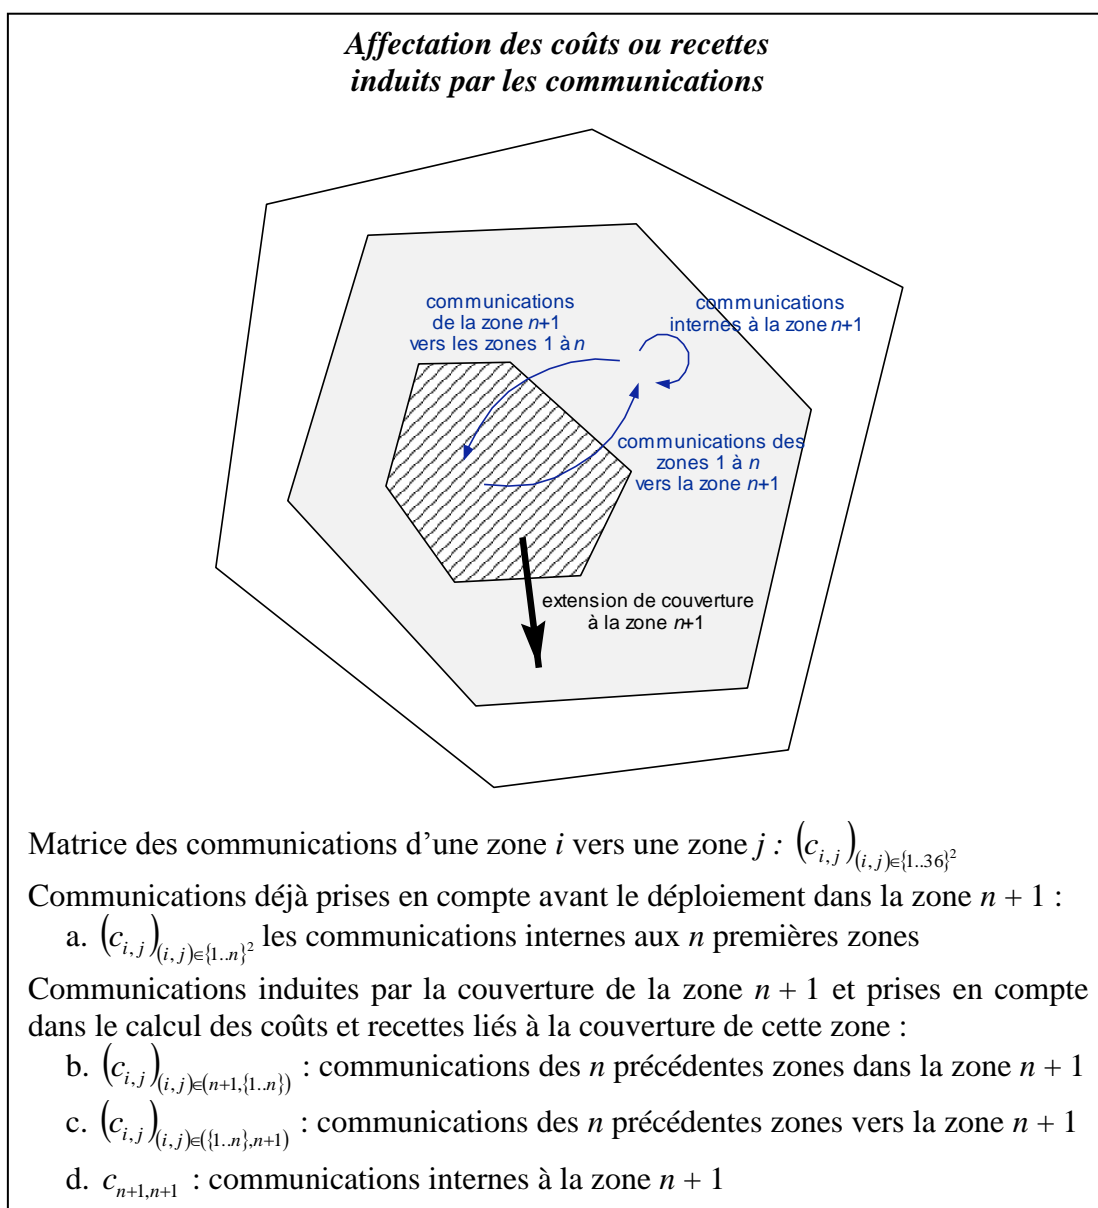 Affectation des coûts ou recettes
induits par les communications
communications
de la zone n+1
vers les zones 1 à n
communications
internes à la zone n+1
communications des
zones 1 à n
vers la zone n+1
extension de couverture
à la zone n+1
Matrice des communications d’une zone i vers une zone j : (c_{i,j})_{(i,j)∈{1..36}²}
Communications déjà prises en compte avant le déploiement dans la zone n + 1 :
a. (c_{i,j})_{(i,j)∈{1..n}²} les communications internes aux n premières zones
Communications induites par la couverture de la zone n + 1 et prises en compte
dans le calcul des coûts et recettes liés à la couverture de cette zone :
b. (c_{i,j})_{(i,j)∈(n+1,{1..n})} : communications des n précédentes zones dans la zone n + 1
c. (c_{i,j})_{(i,j)∈({1..n},n+1)} : communications des n précédentes zones vers la zone n + 1
d. c_{n+1,n+1} : communications internes à la zone n + 1